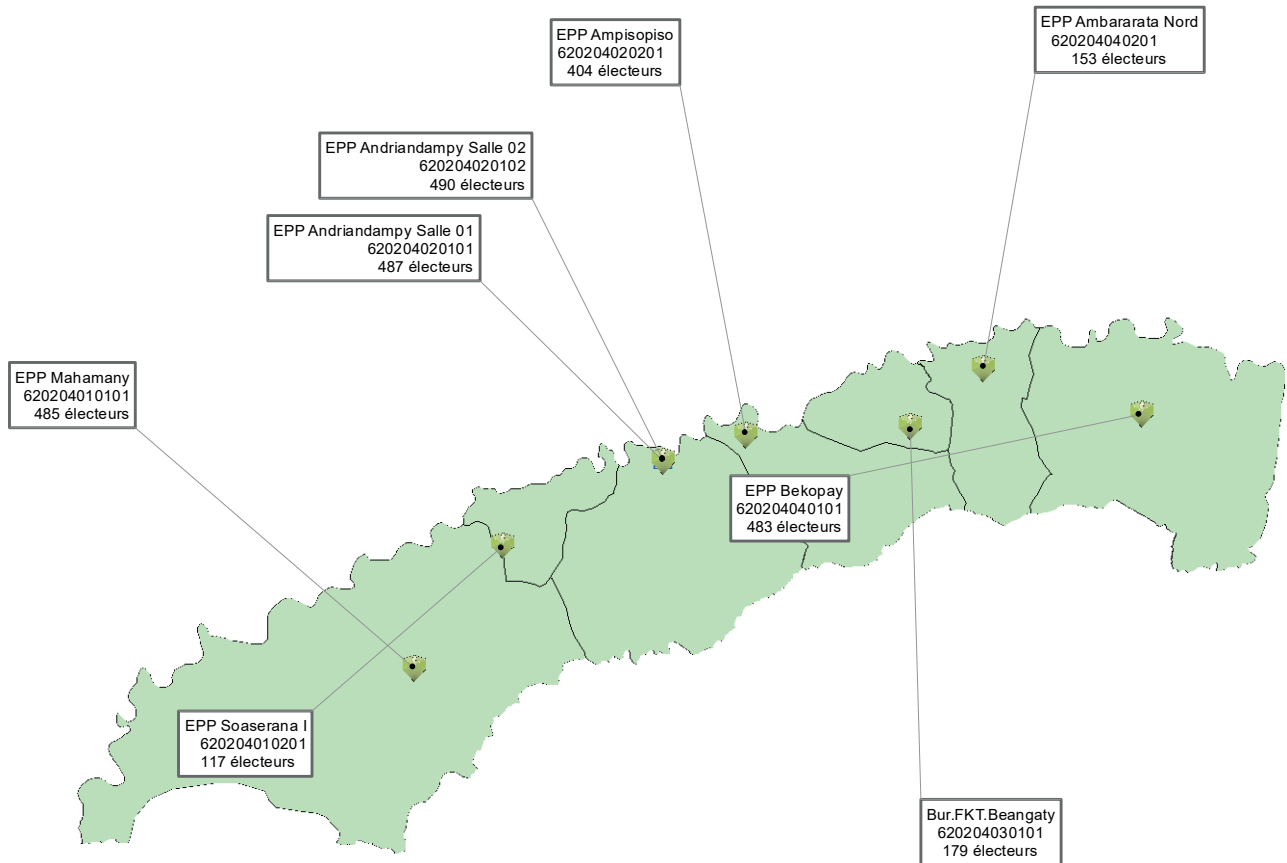 EPP Ambararata Nord
620204040201
153 électeurs
EPP Ampisopiso
620204020201
404 électeurs
EPP Andriandampy Salle 02
620204020102
490 électeurs
EPP Andriandampy Salle 01
620204020101
487 électeurs
EPP Mahamany
620204010101
485 électeurs
EPP Bekopay
620204040101
483 électeurs
EPP Soaserana I
620204010201
117 électeurs
Bur.FKT.Beangaty
620204030101
179 électeurs